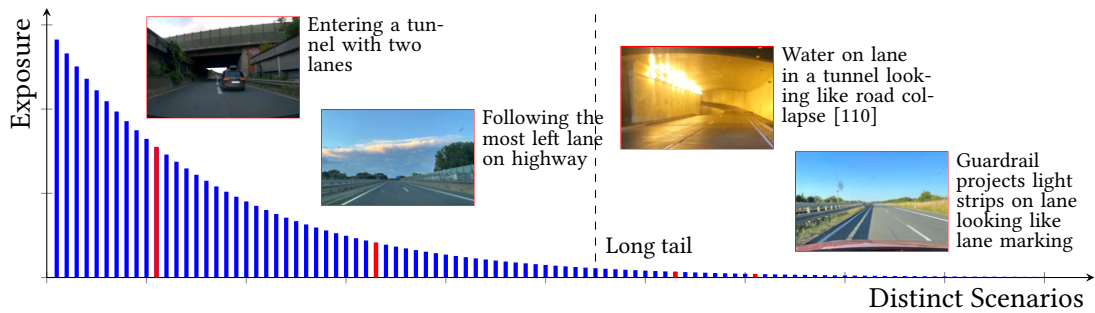 Exposure
Entering a tun-
nel with two
lanes
Following the
most left lane
on highway
Water on lane
in a tunnel look-
ing like road col-
lapse [110]
Guardrail
projects light
strips on lane
looking like
lane marking
Long tail
Distinct Scenarios